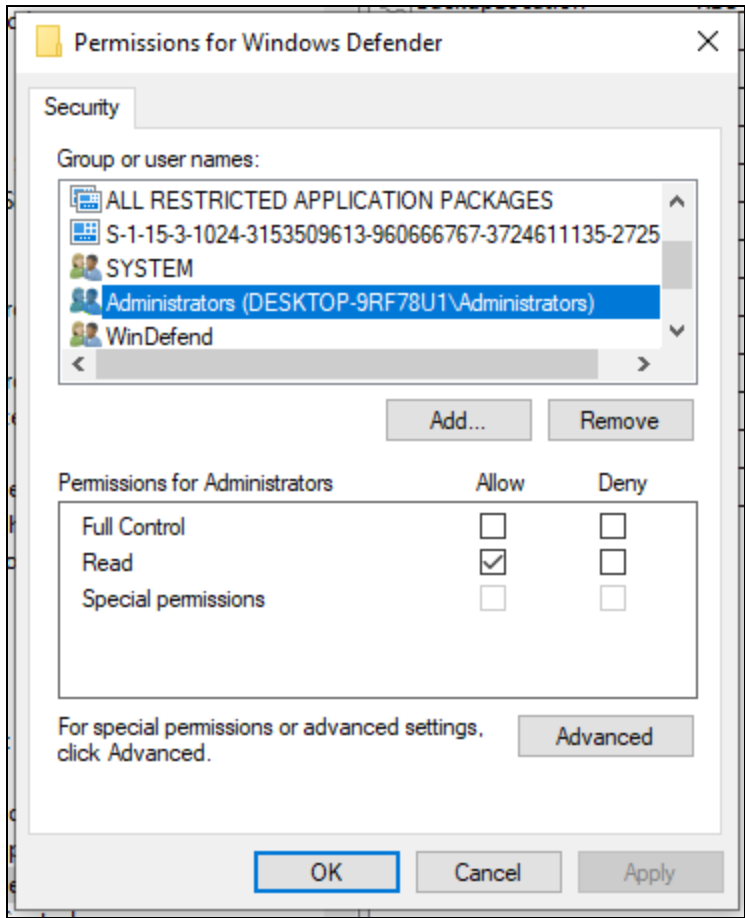 Permissions for Windows Defender
Security
Group or user names:
ALL RESTRICTED APPLICATION PACKAGES
S-1-15-3-1024-3153509613-960666767-3724611135-2725
SYSTEM
Administrators (DESKTOP-9RF78U1\Administrators)
WinDefend
Add... Remove
Permissions for Administrators Allow Deny
Full Control
Read
Special permissions
For special permissions or advanced settings,
click Advanced.
Advanced
OK Cancel Apply